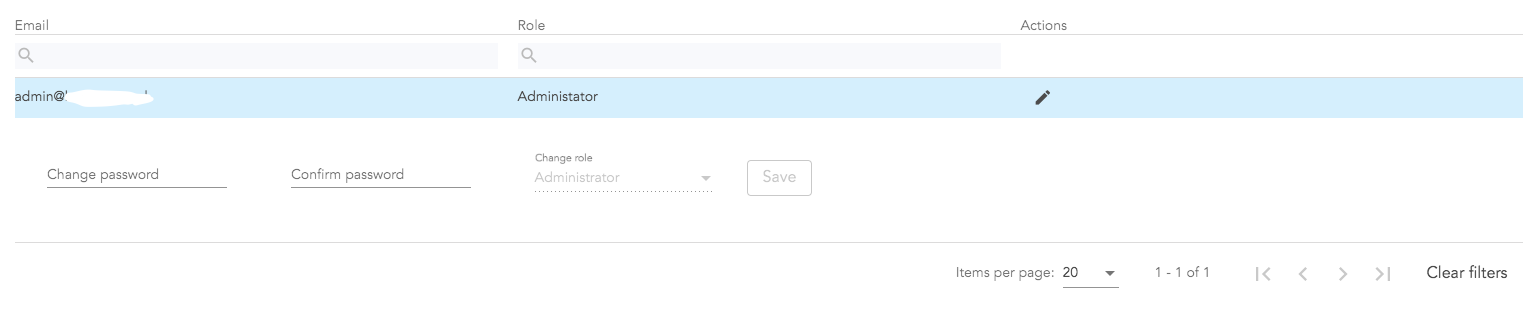 Email Role Actions
admin@ Administator
Change role
Change password Confirm password Administrator Save
Items per page: 20 1 - 1 of 1 Clear filters